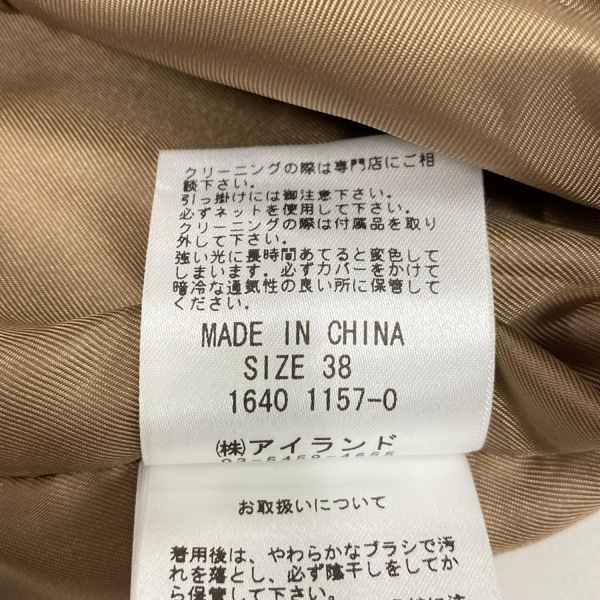 クリーニングの際は専門店にご相
談下さい。
引っ掛けには御注意下さい。
必ずネットを使用して下さい。
クリーニングの際は付属品を取り
外して下さい。
強い光に長時間あてると変色して
しまいます。必ずカバーをかけて
暗冷な通気性の良い所に保管して
ください。
MADE IN CHINA
SIZE 38
1640 1157-0
㈱アイランド
お取扱いについて
着用後は、やわらかなブラシで汚
れを落とし、必ず陰干しをしてか
ら保管して下さい。